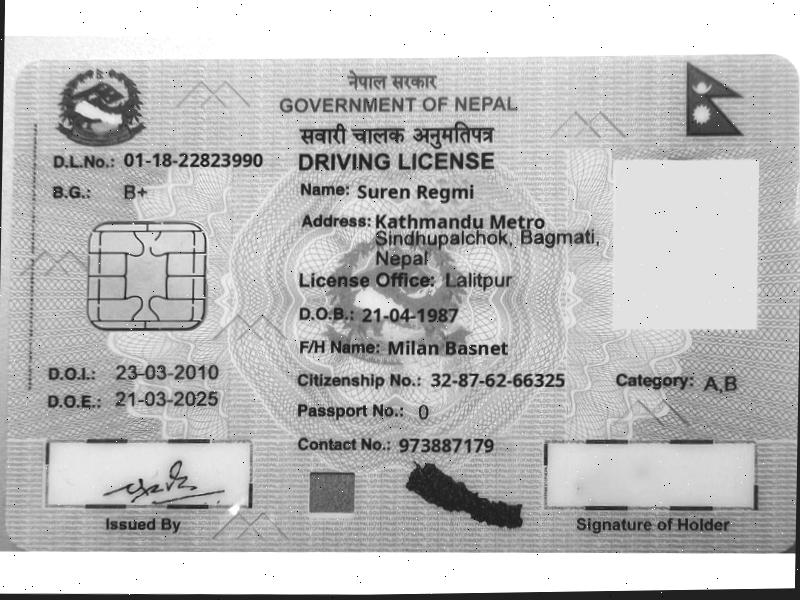 नेपाल सरकार
GOVERNMENT OF NEPAL
सवारी चालक अनुमतिपत्र
DRIVING LICENSE
D.L.No.: 01-18-22823990
B.G.: B+
Name: Suren Regmi
Address: Kathmandu Metro
Sindhupalchok, Bagmati,
Nepal
License Office: Lalitpur
D.O.B.: 21-04-1987
F/H Name: Milan Basnet
D.O.I.: 23-03-2010
Citizenship No.: 32-87-62-66325
Category: A,B
D.O.E.: 21-03-2025
Passport No.: 0
Contact No.: 973887179
Issued By
Signature of Holder